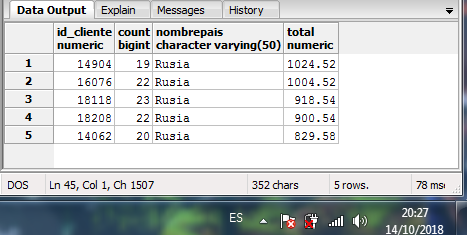 Data Output Explain Messages History
id_cliente count nombrepais total
numeric bigint character varying(50) numeric
1 14904 19 Rusia 1024.52
2 16076 22 Rusia 1004.52
3 18118 23 Rusia 918.54
4 18208 22 Rusia 900.54
5 14062 20 Rusia 829.58
DOS Ln 45, Col 1, Ch 1507 352 chars 5 rows. 78 ms
ES 20:27
14/10/2018